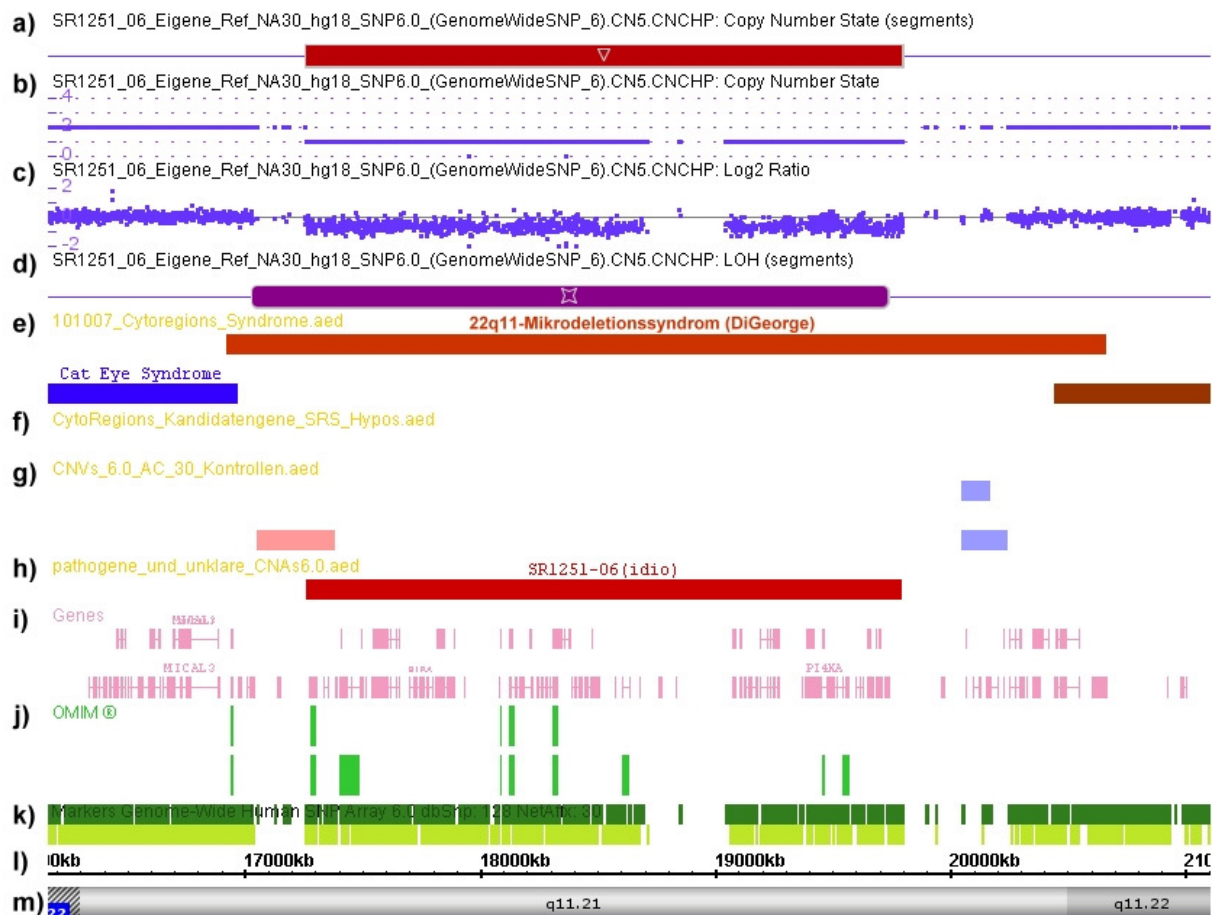 a) SR1251_06_Eigene_Ref_NA30_hg18_SNP6.0_(GenomeWideSNP_6).CN5.CNCHP: Copy Number State (segments)
b) SR1251_06_Eigene_Ref_NA30_hg18_SNP6.0_(GenomeWideSNP_6).CN5.CNCHP: Copy Number State
4
2
0
c) SR1251_06_Eigene_Ref_NA30_hg18_SNP6.0_(GenomeWideSNP_6).CN5.CNCHP: Log2 Ratio
2
-2
d) SR1251_06_Eigene_Ref_NA30_hg18_SNP6.0_(GenomeWideSNP_6).CN5.CNCHP: LOH (segments)
e) 101007_Cytoregions_Syndrome.aed 22q11-Mikrodeletionssyndrom (DiGeorge)
Cat Eye Syndrome
f) CytoRegions_Kandidatengene_SRS_Hypos.aed
g) CNVs_6.0_AC_30_Kontrollen.aed
h) pathogene_und_unklare_CNAs6.0.aed SR1251-06(idio)
i) Genes
MICAL3 PI4KA
j) OMIM ®
k) Markers Genome-Wide Human SNP Array 6.0 dbSnp: 128 NetAffx: 30
l) 00kb 17000kb 18000kb 19000kb 20000kb 210
m) 22 q11.21 q11.22